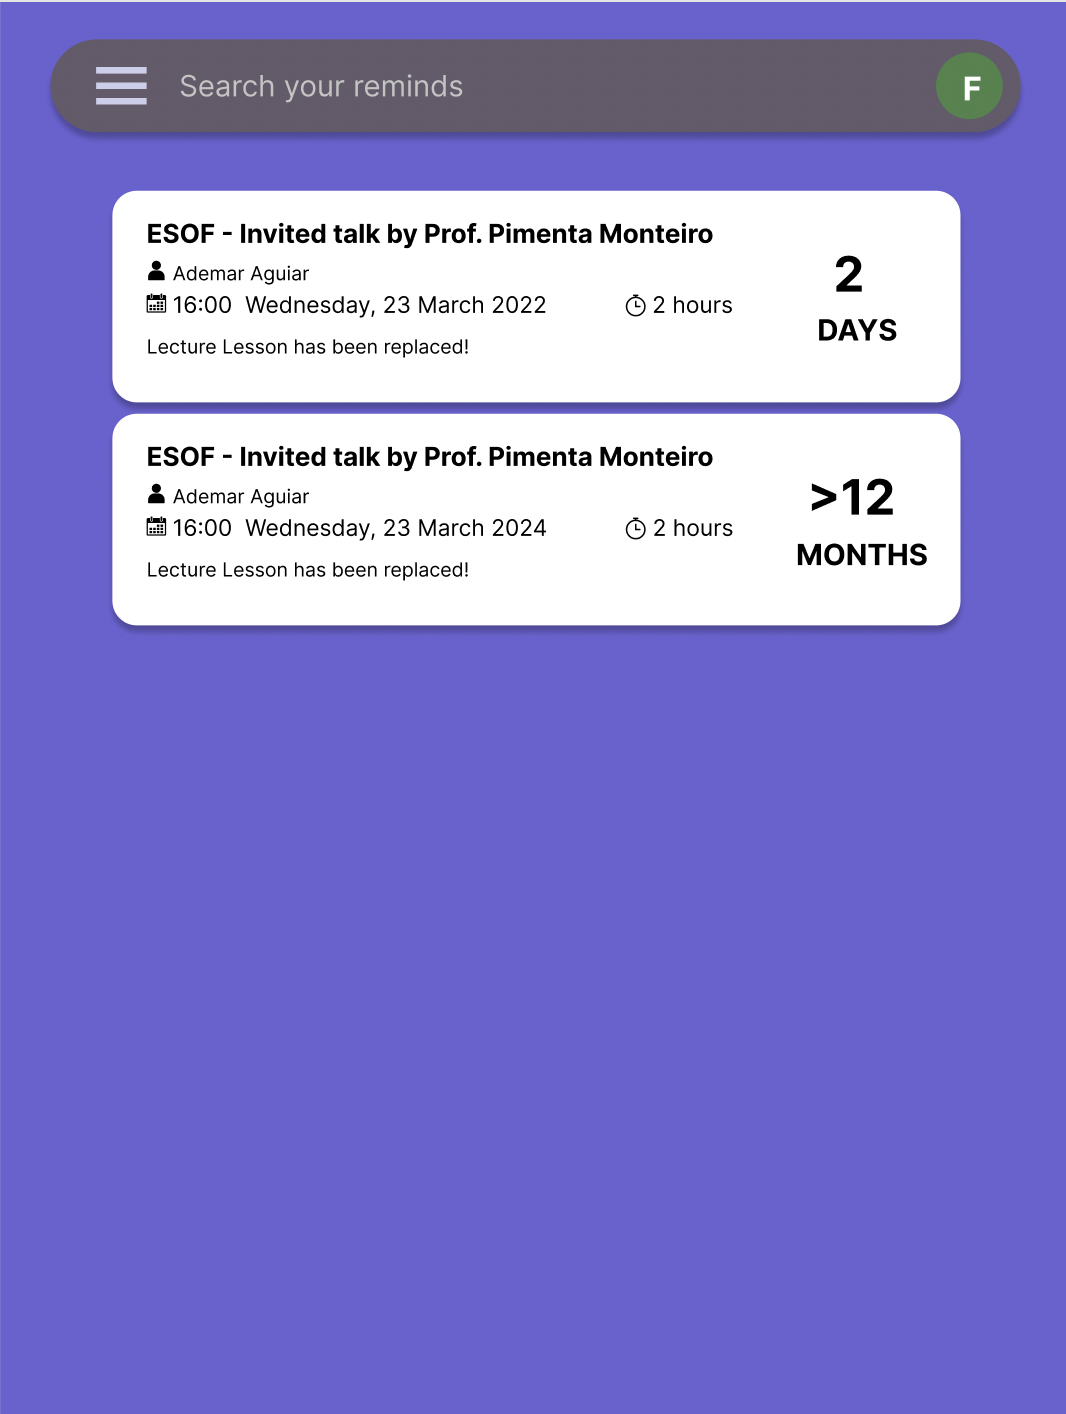 Search your reminds
F
ESOF - Invited talk by Prof. Pimenta Monteiro
Ademar Aguiar
16:00 Wednesday, 23 March 2022 2 hours
Lecture Lesson has been replaced!
2
DAYS
ESOF - Invited talk by Prof. Pimenta Monteiro
Ademar Aguiar
16:00 Wednesday, 23 March 2024 2 hours
Lecture Lesson has been replaced!
>12
MONTHS